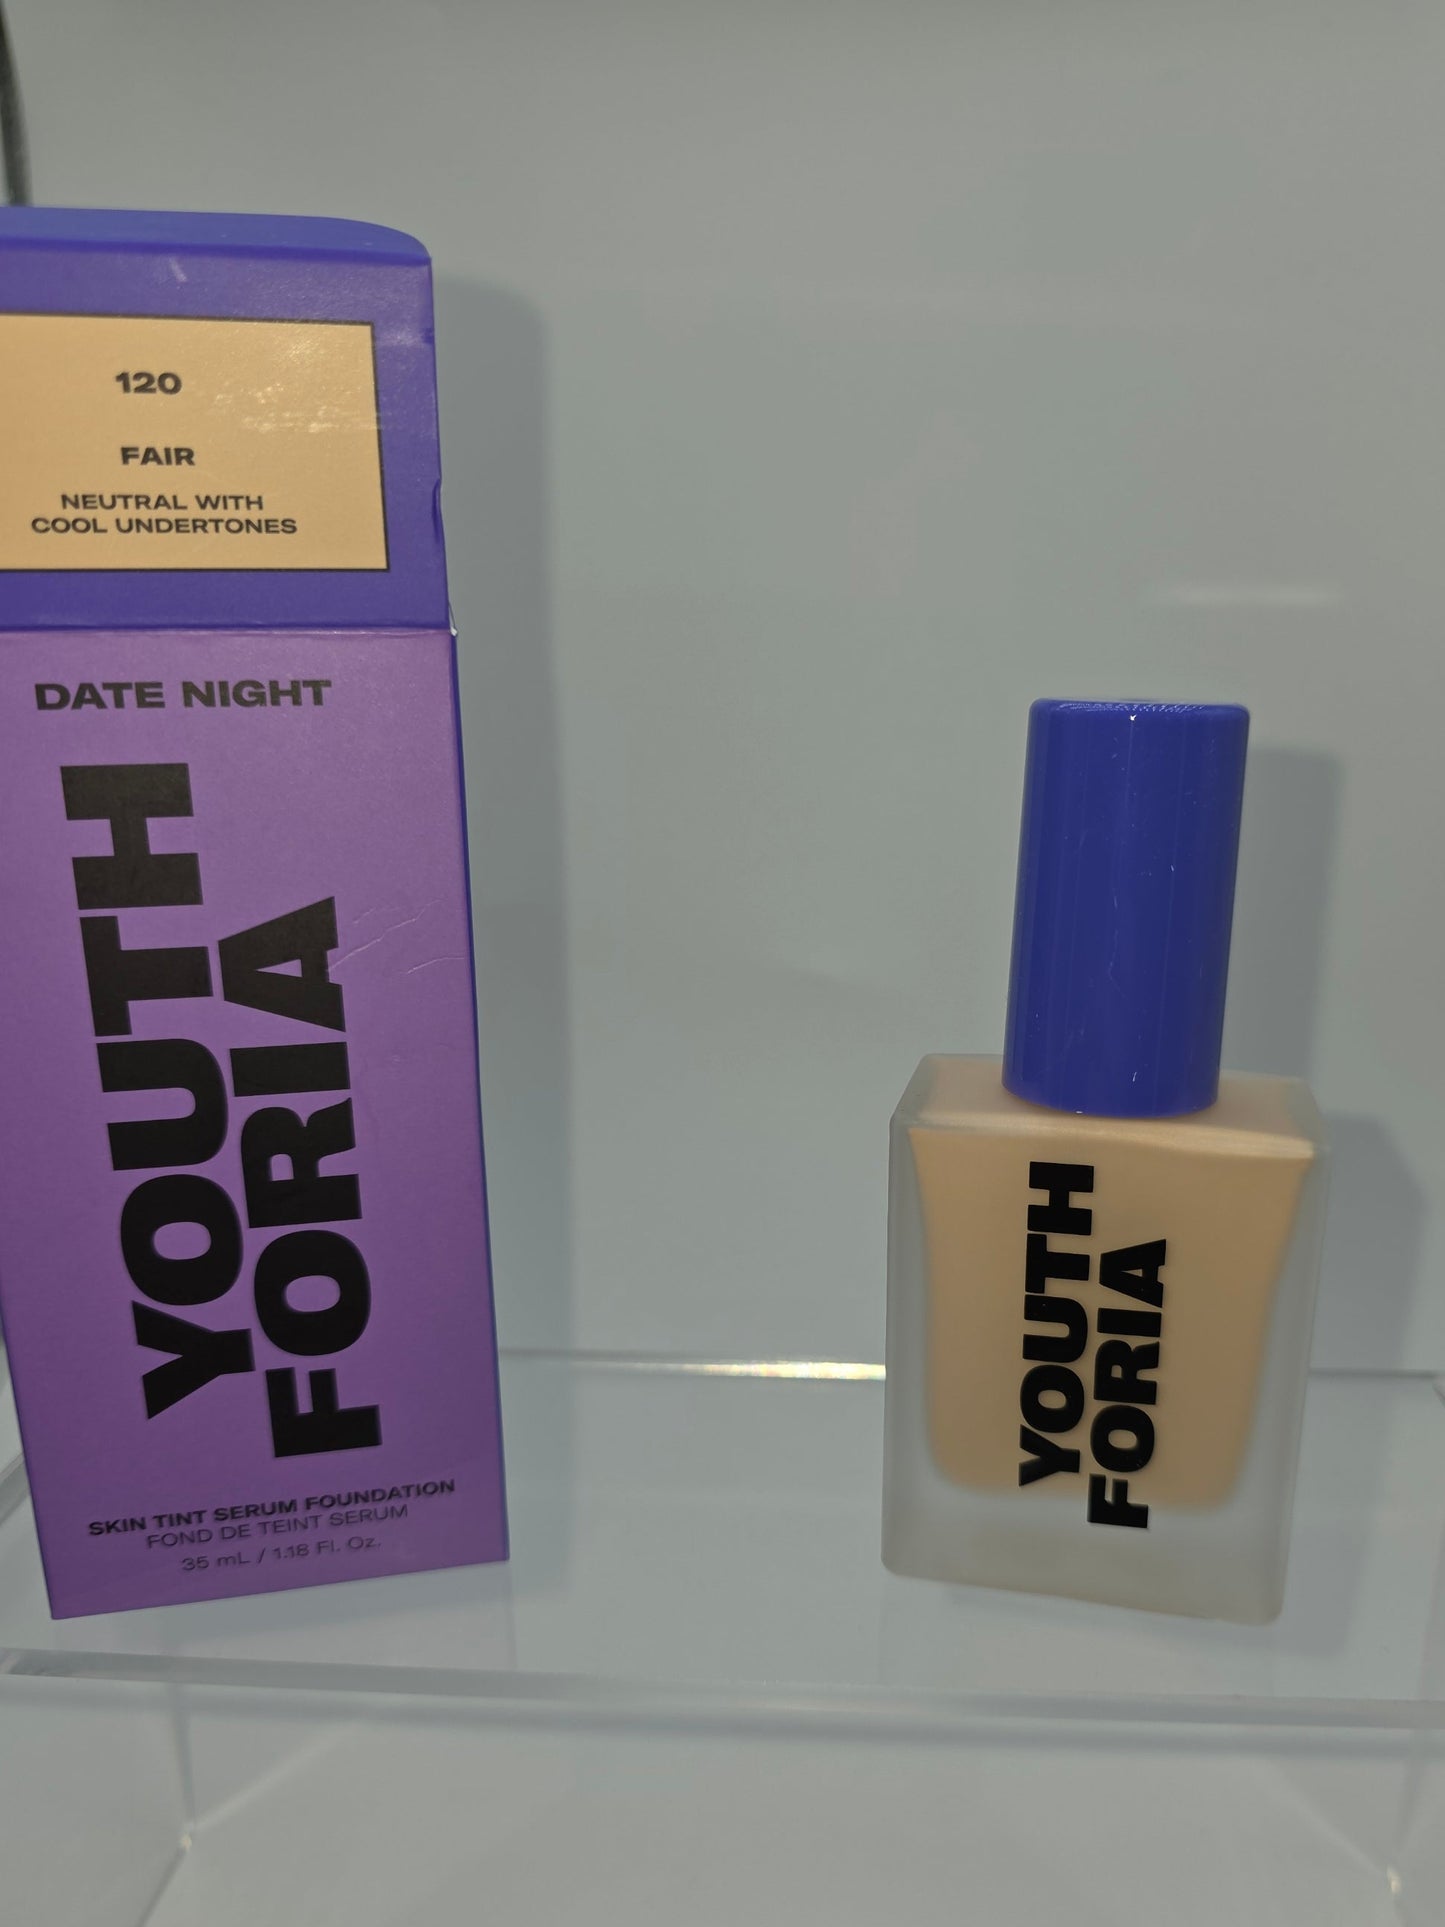 120
FAIR
NEUTRAL WITH
COOL UNDERTONES
DATE NIGHT
YOUTH
FORIA
SKIN TINT SERUM FOUNDATION
FOND DE TEINT SERUM
35 mL / 1.18 Fl. Oz.
YOUTH
FORIA